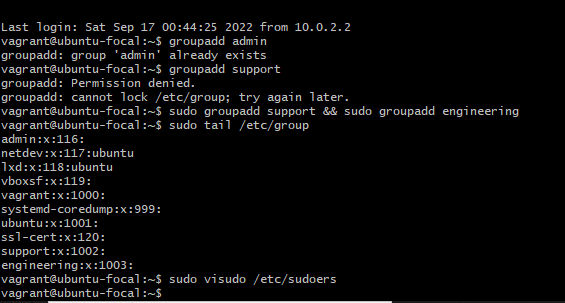 Last login: Sat Sep 17 00:44:25 2022 from 10.0.2.2
vagrant@ubuntu-focal:~$ groupadd admin
groupadd: group 'admin' already exists
vagrant@ubuntu-focal:~$ groupadd support
groupadd: Permission denied.
groupadd: cannot lock /etc/group; try again later.
vagrant@ubuntu-focal:~$ sudo groupadd support && sudo groupadd engineering
vagrant@ubuntu-focal:~$ sudo tail /etc/group
admin:x:116:
netdev:x:117:ubuntu
lxd:x:118:ubuntu
vboxsf:x:119:
vagrant:x:1000:
systemd-coredump:x:999:
ubuntu:x:1001:
ssl-cert:x:120:
support:x:1002:
engineering:x:1003:
vagrant@ubuntu-focal:~$ sudo visudo /etc/sudoers
vagrant@ubuntu-focal:~$